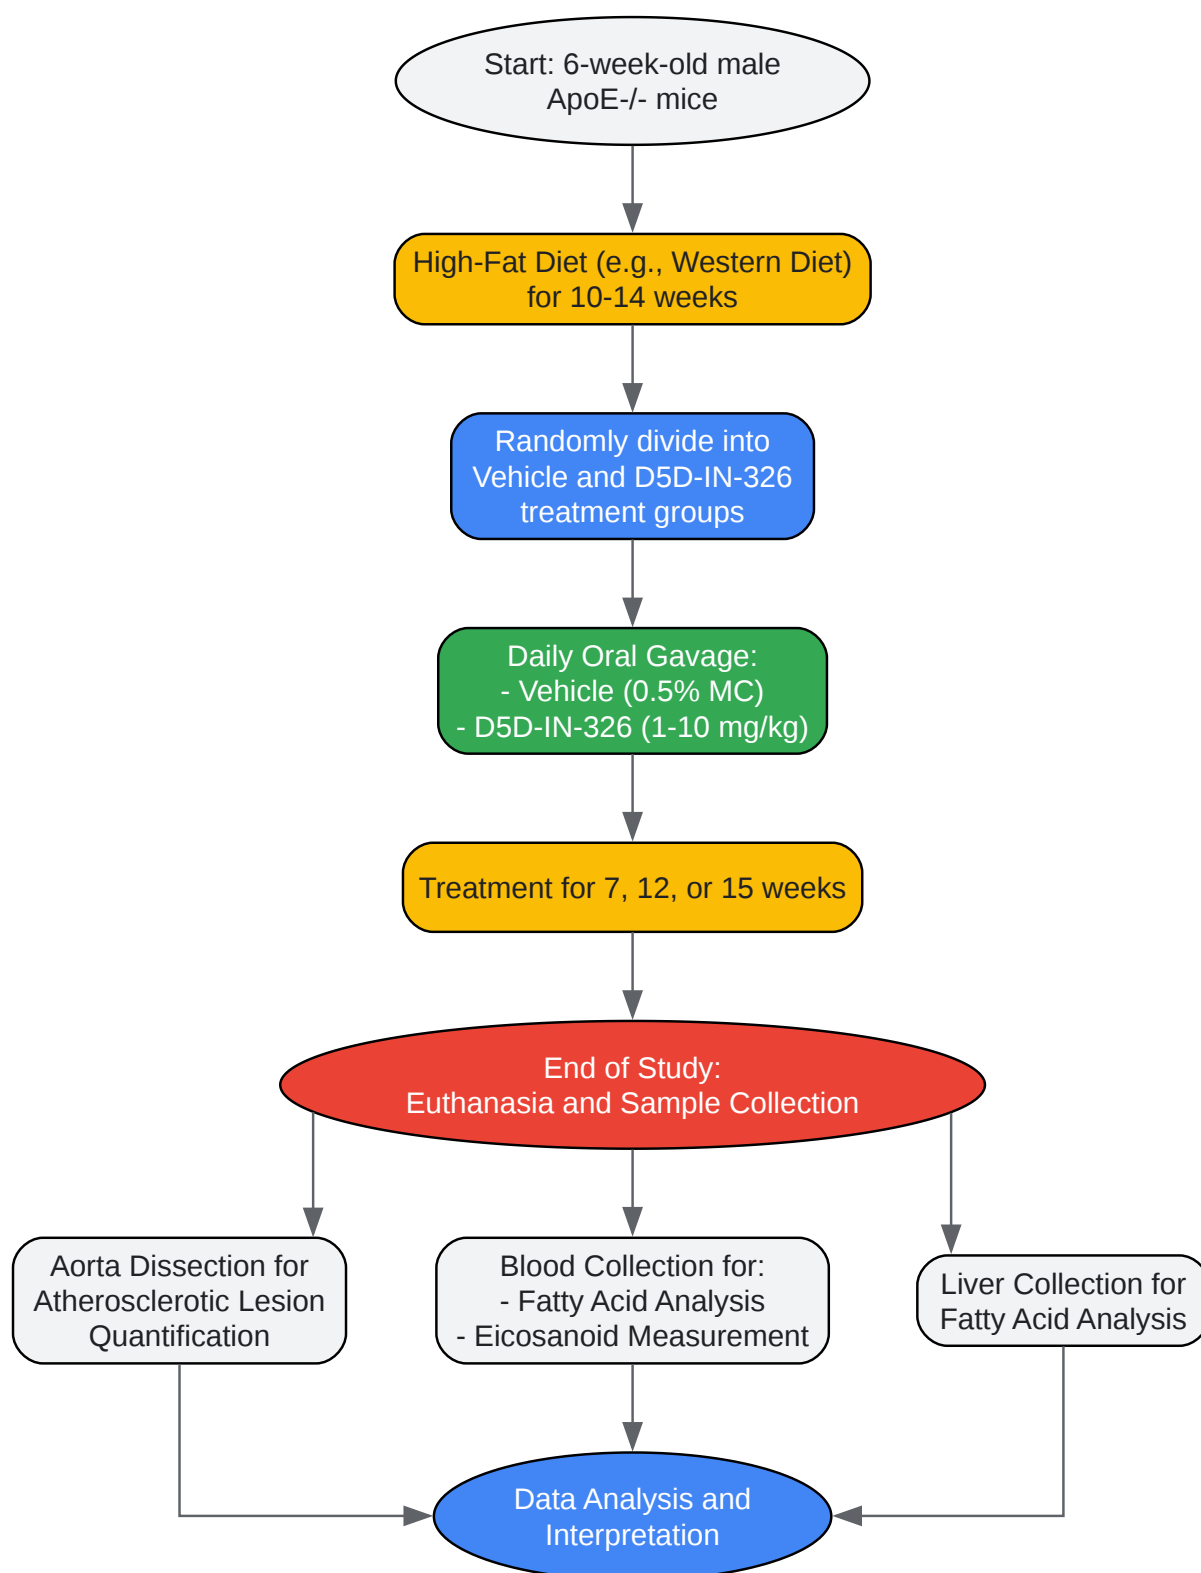 Start: 6-week-old male
ApoE-/- mice
High-Fat Diet (e.g., Western Diet)
for 10-14 weeks
Randomly divide into
Vehicle and D5D-IN-326
treatment groups
Daily Oral Gavage:
- Vehicle (0.5% MC)
- D5D-IN-326 (1-10 mg/kg)
Treatment for 7, 12, or 15 weeks
End of Study:
Euthanasia and Sample Collection
Aorta Dissection for
Atherosclerotic Lesion
Quantification
Blood Collection for:
- Fatty Acid Analysis
- Eicosanoid Measurement
Liver Collection for
Fatty Acid Analysis
Data Analysis and
Interpretation